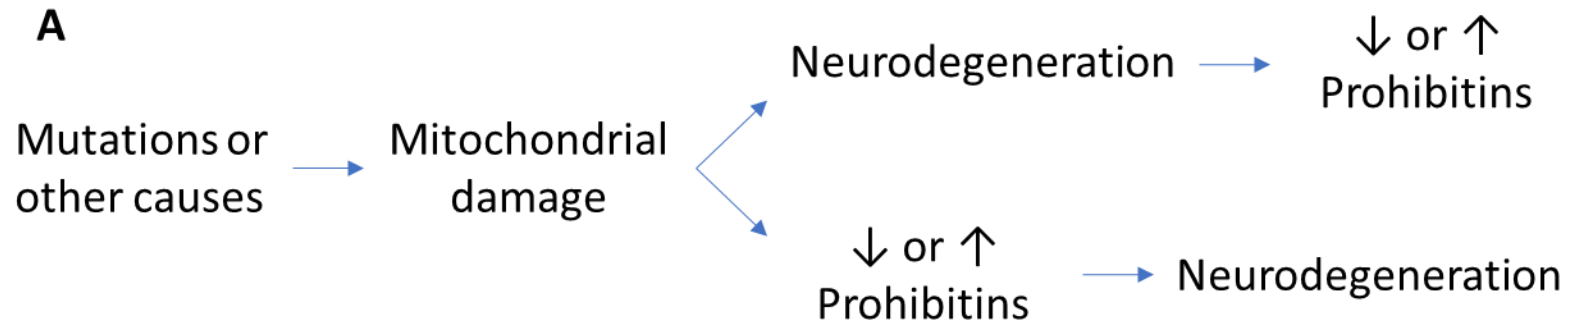 A
Mutations or
other causes
Mitochondrial
damage
Neurodegeneration
↓ or ↑
Prohibitins
↓ or ↑
Prohibitins
Neurodegeneration